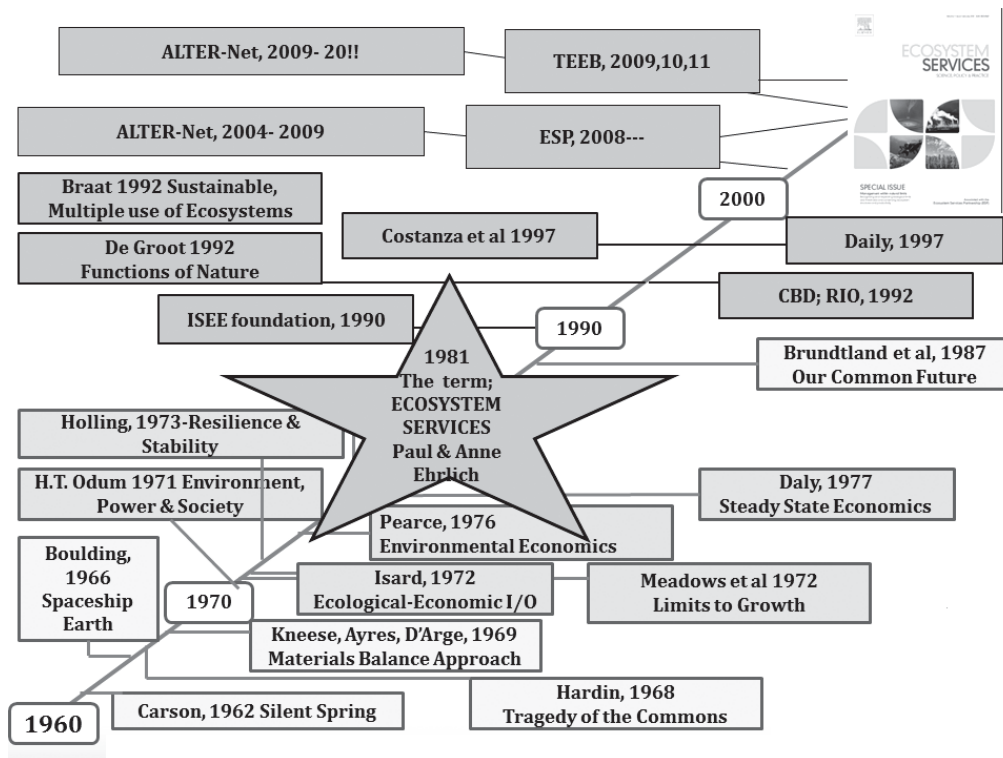 ALTER-Net, 2009- 20!!
TEEB, 2009,10,11
ECOSYSTEM
SERVICES
SCIENCE, POLICY & PRACTICE
SPECIAL ISSUE
ALTER-Net, 2004- 2009
ESP, 2008---
Braat 1992 Sustainable,
Multiple use of Ecosystems
2000
Costanza et al 1997
Daily, 1997
De Groot 1992
Functions of Nature
CBD; RIO, 1992
ISEE foundation, 1990
1990
Brundtland et al, 1987
Our Common Future
1981
The term;
ECOSYSTEM
SERVICES
Paul & Anne
Ehrlich
Holling, 1973-Resilience &
Stability
H.T. Odum 1971 Environment,
Power & Society
Daly, 1977
Steady State Economics
Pearce, 1976
Environmental Economics
Boulding,
1966
Spaceship
Earth
Isard, 1972
Ecological-Economic I/O
Meadows et al 1972
Limits to Growth
1970
Kneese, Ayres, D’Arge, 1969
Materials Balance Approach
Hardin, 1968
Tragedy of the Commons
Carson, 1962 Silent Spring
1960